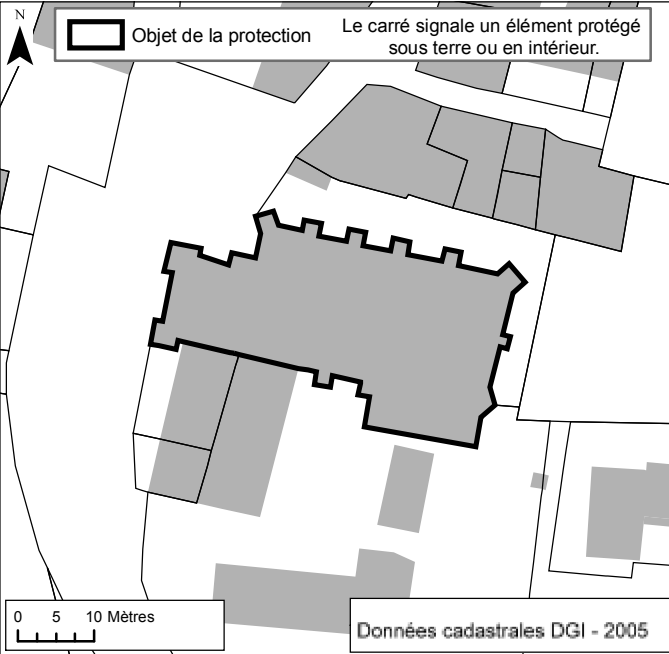 N
Objet de la protection
Le carré signale un élément protégé
sous terre ou en intérieur.
0 5 10 Mètres
Données cadastrales DGI - 2005